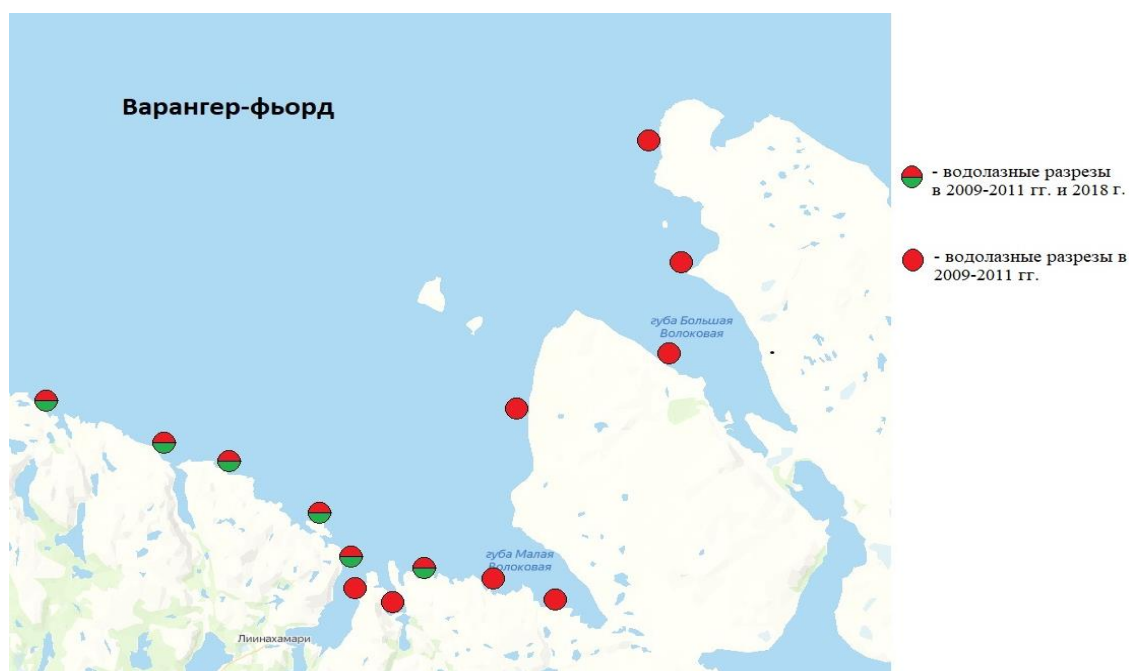 Варангер-фьорд
- водолазные разрезы
в 2009-2011 гг. и 2018 г.
- водолазные разрезы в
2009-2011 гг.
губа Большая
Волоковая
губа Малая
Волоковая
Лиинахамари